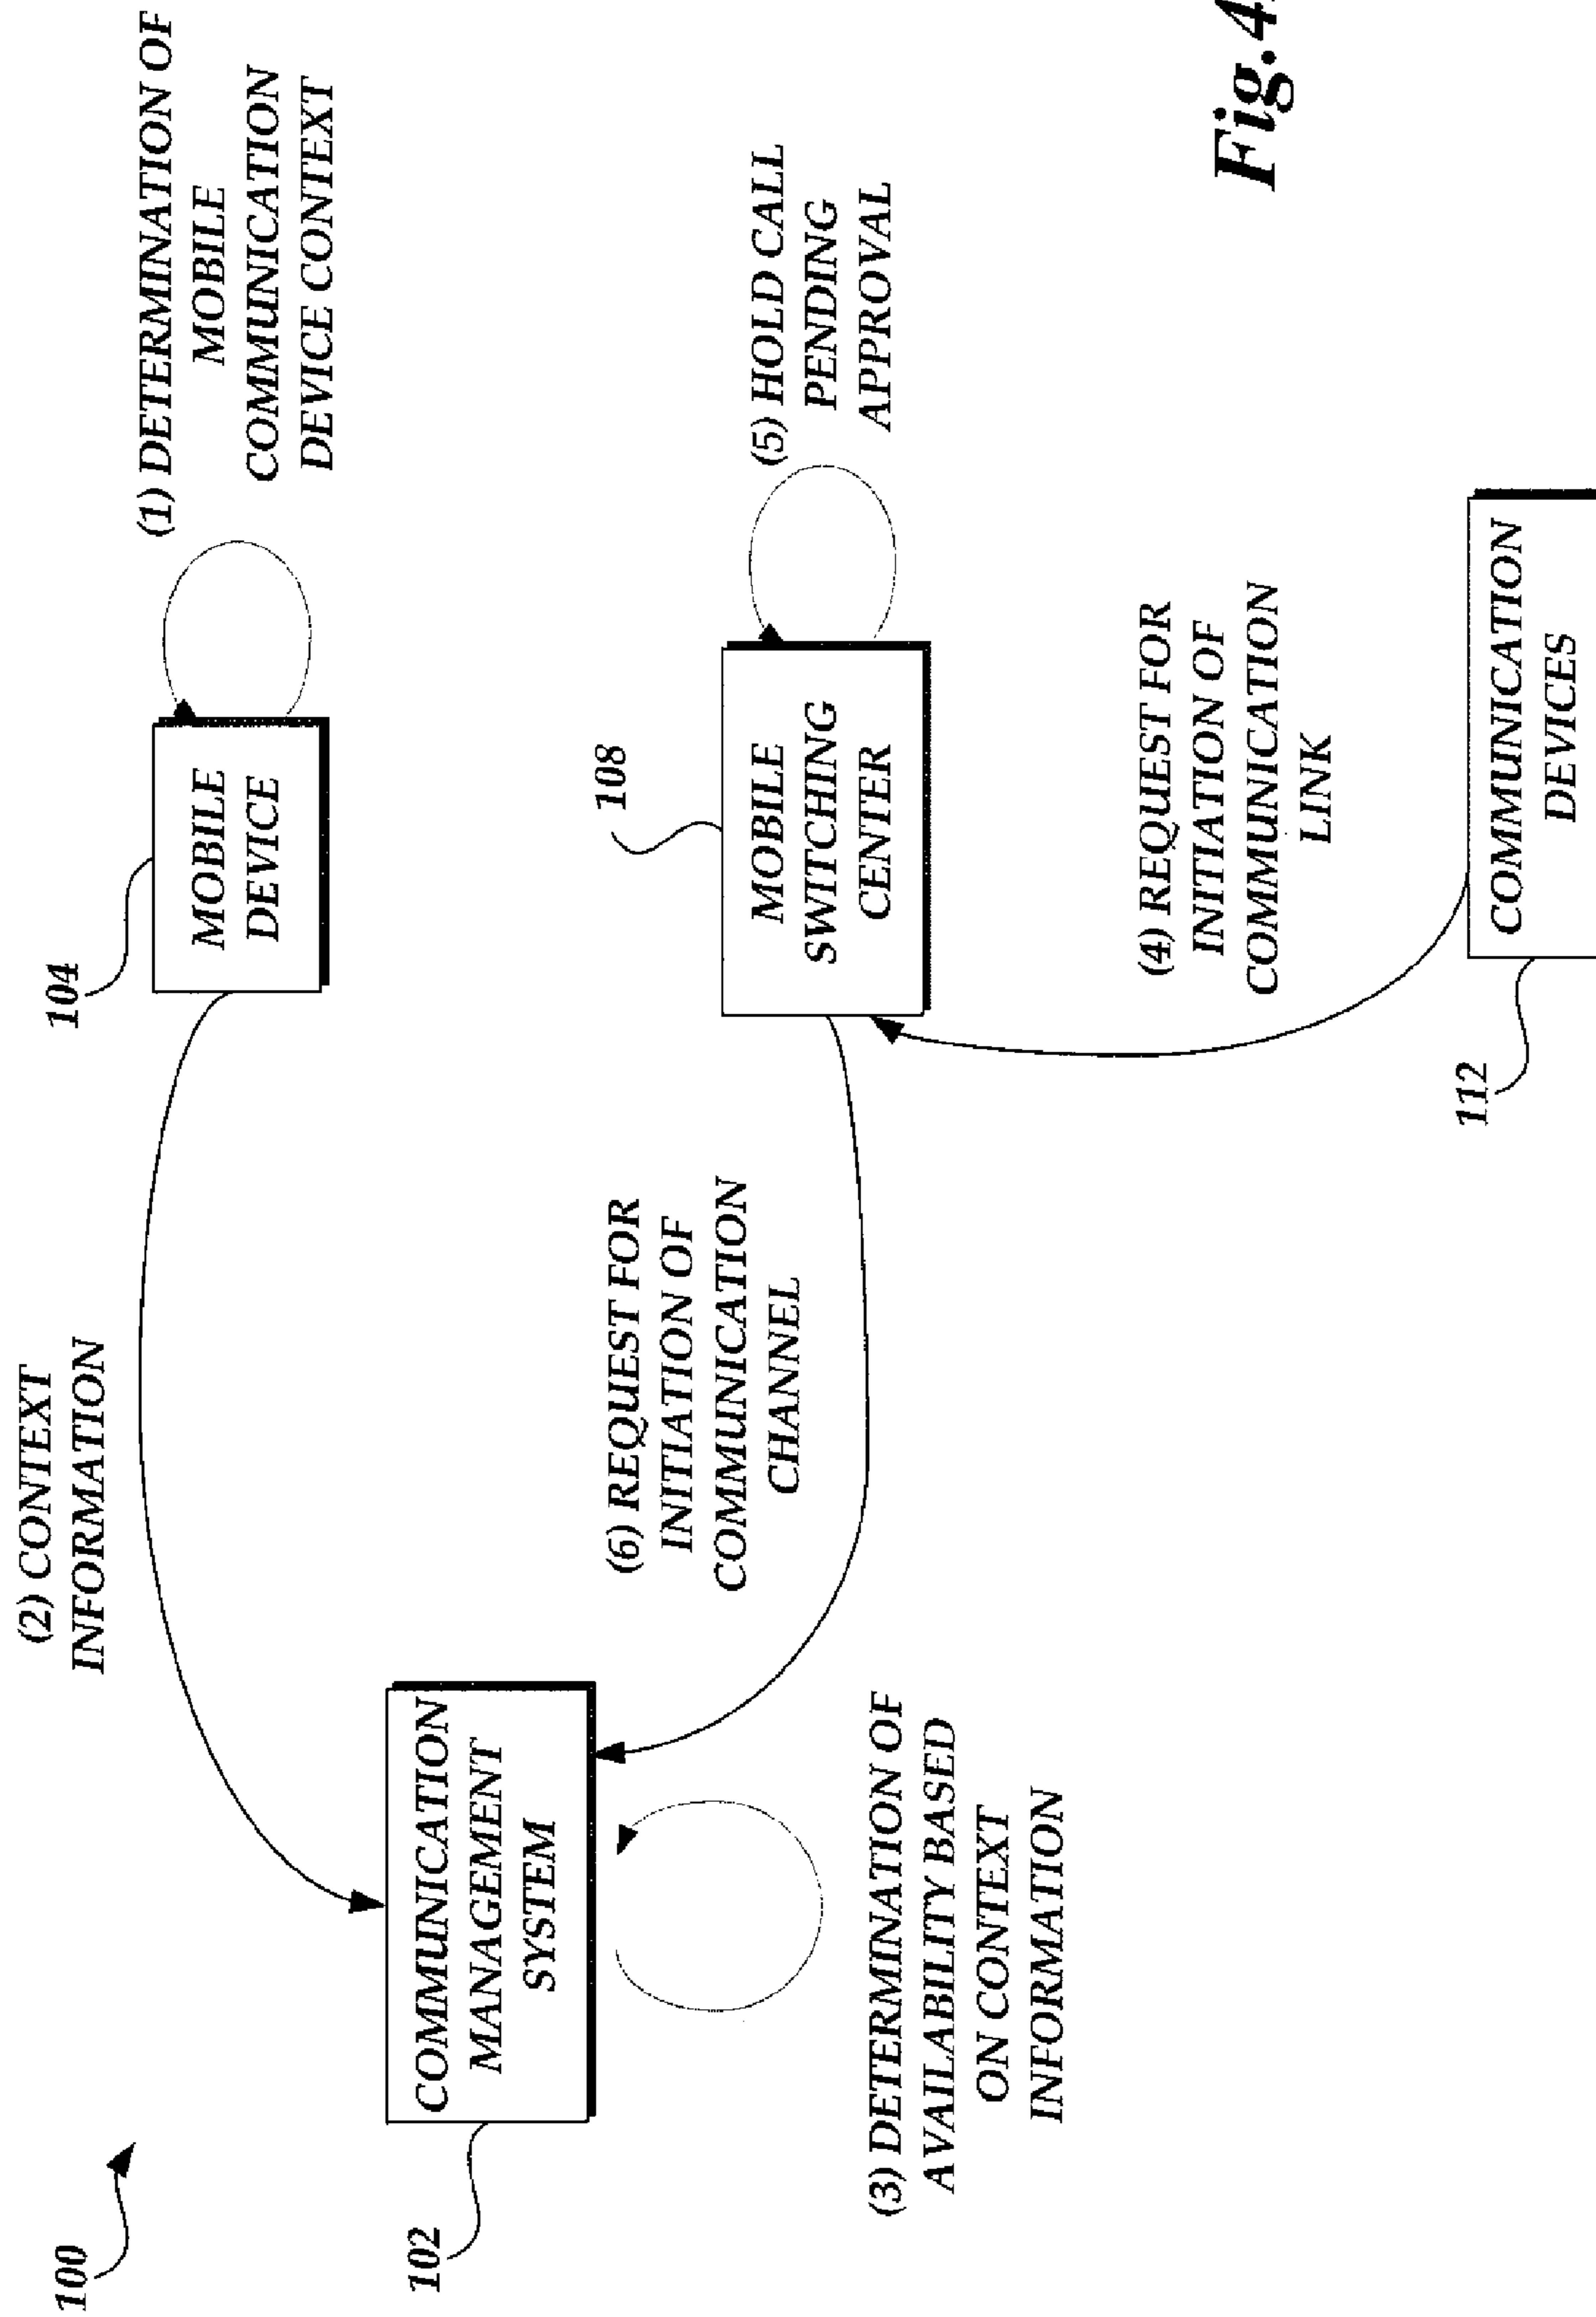 100
(2) CONTEXT
INFORMATION
104
MOBILE
DEVICE
(1) DETERMINATION OF
MOBILE
COMMUNICATION
DEVICE CONTEXT
102
COMMUNICATION
MANAGEMENT
SYSTEM
(6) REQUEST FOR
INITIATION OF
COMMUNICATION
CHANNEL
108
MOBILE
SWITCHING
CENTER
(5) HOLD CALL
PENDING
APPROVAL
(3) DETERMINATION OF
AVAILABILITY BASED
ON CONTEXT
INFORMATION
(4) REQUEST FOR
INITIATION OF
COMMUNICATION
LINK
Fig.4
112
COMMUNICATION
DEVICES